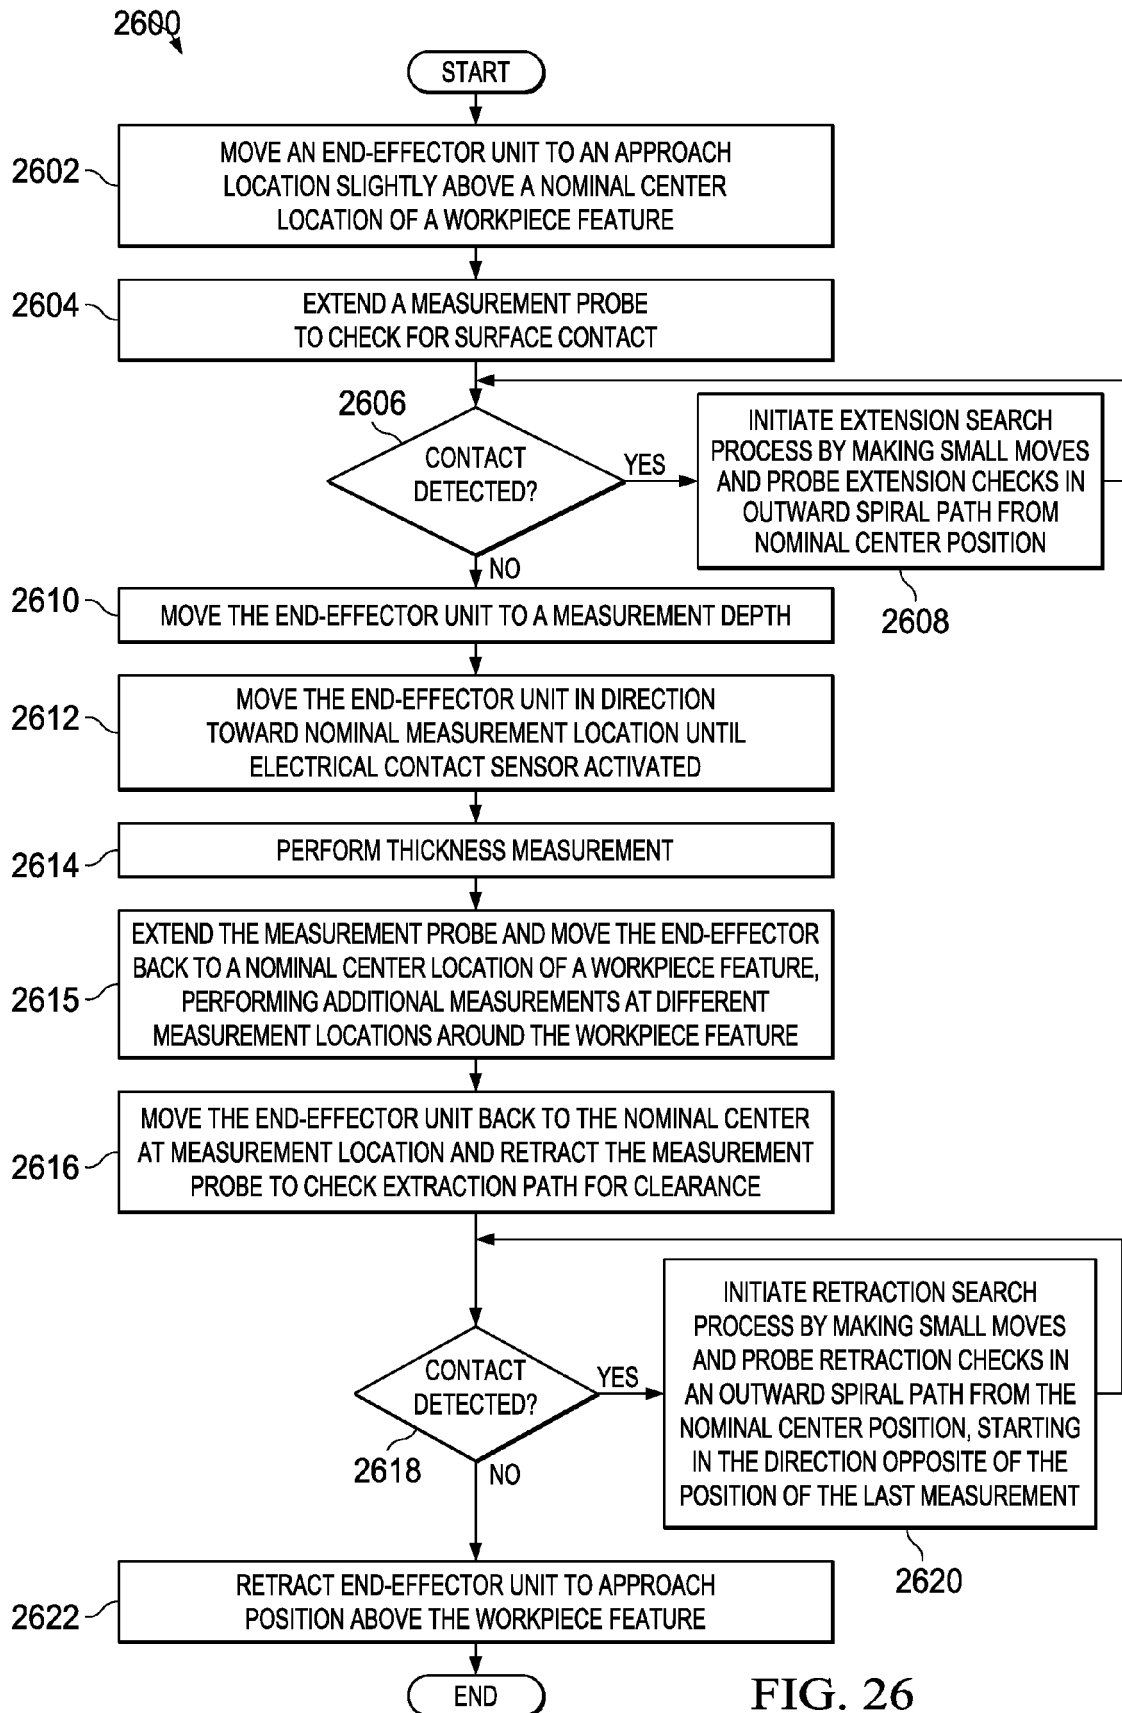 2600
START
2602
MOVE AN END-EFFECTOR UNIT TO AN APPROACH
LOCATION SLIGHTLY ABOVE A NOMINAL CENTER
LOCATION OF A WORKPIECE FEATURE
2604
EXTEND A MEASUREMENT PROBE
TO CHECK FOR SURFACE CONTACT
2606
CONTACT
DETECTED?
YES
NO
INITIATE EXTENSION SEARCH
PROCESS BY MAKING SMALL MOVES
AND PROBE EXTENSION CHECKS IN
OUTWARD SPIRAL PATH FROM
NOMINAL CENTER POSITION
2608
2610
MOVE THE END-EFFECTOR UNIT TO A MEASUREMENT DEPTH
2612
MOVE THE END-EFFECTOR UNIT IN DIRECTION
TOWARD NOMINAL MEASUREMENT LOCATION UNTIL
ELECTRICAL CONTACT SENSOR ACTIVATED
2614
PERFORM THICKNESS MEASUREMENT
2615
EXTEND THE MEASUREMENT PROBE AND MOVE THE END-EFFECTOR
BACK TO A NOMINAL CENTER LOCATION OF A WORKPIECE FEATURE,
PERFORMING ADDITIONAL MEASUREMENTS AT DIFFERENT
MEASUREMENT LOCATIONS AROUND THE WORKPIECE FEATURE
2616
MOVE THE END-EFFECTOR UNIT BACK TO THE NOMINAL CENTER
AT MEASUREMENT LOCATION AND RETRACT THE MEASUREMENT
PROBE TO CHECK EXTRACTION PATH FOR CLEARANCE
CONTACT
DETECTED?
2618
YES
NO
INITIATE RETRACTION SEARCH
PROCESS BY MAKING SMALL MOVES
AND PROBE RETRACTION CHECKS IN
AN OUTWARD SPIRAL PATH FROM THE
NOMINAL CENTER POSITION, STARTING
IN THE DIRECTION OPPOSITE OF THE
POSITION OF THE LAST MEASUREMENT
2620
2622
RETRACT END-EFFECTOR UNIT TO APPROACH
POSITION ABOVE THE WORKPIECE FEATURE
END
FIG. 26